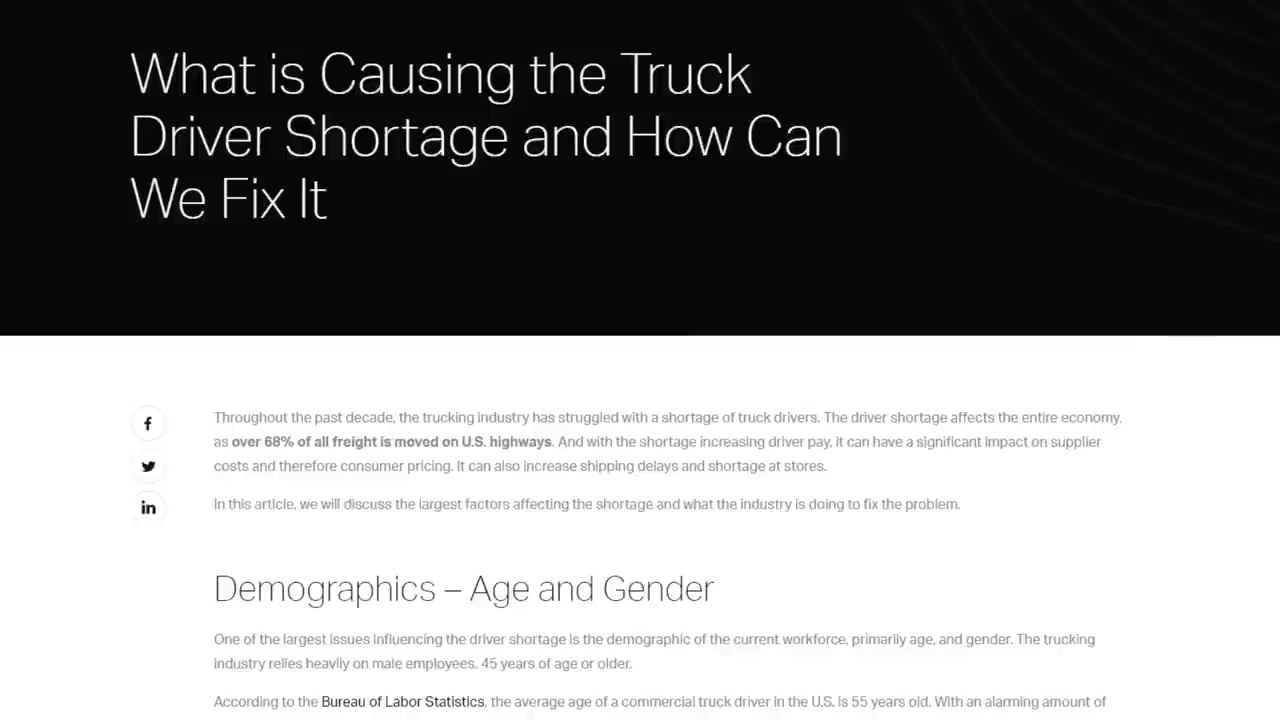 What is Causing the Truck
Driver Shortage and How Can
We Fix It
Throughout the past decade, the trucking industry has struggled with a shortage of truck drivers. The driver shortage affects the entire economy,
as over 68% of all freight is moved on U.S. highways. And with the shortage increasing driver pay, it can have a significant impact on supplier
costs and therefore consumer pricing. It can also increase shipping delays and shortage at stores.
In this article, we will discuss the largest factors affecting the shortage and what the industry is doing to fix the problem.
Demographics – Age and Gender
One of the largest issues influencing the driver shortage is the demographic of the current workforce, primarily age, and gender. The trucking
industry relies heavily on male employees, 45 years of age or older.
According to the Bureau of Labor Statistics, the average age of a commercial truck driver in the U.S. is 55 years old. With an alarming amount of